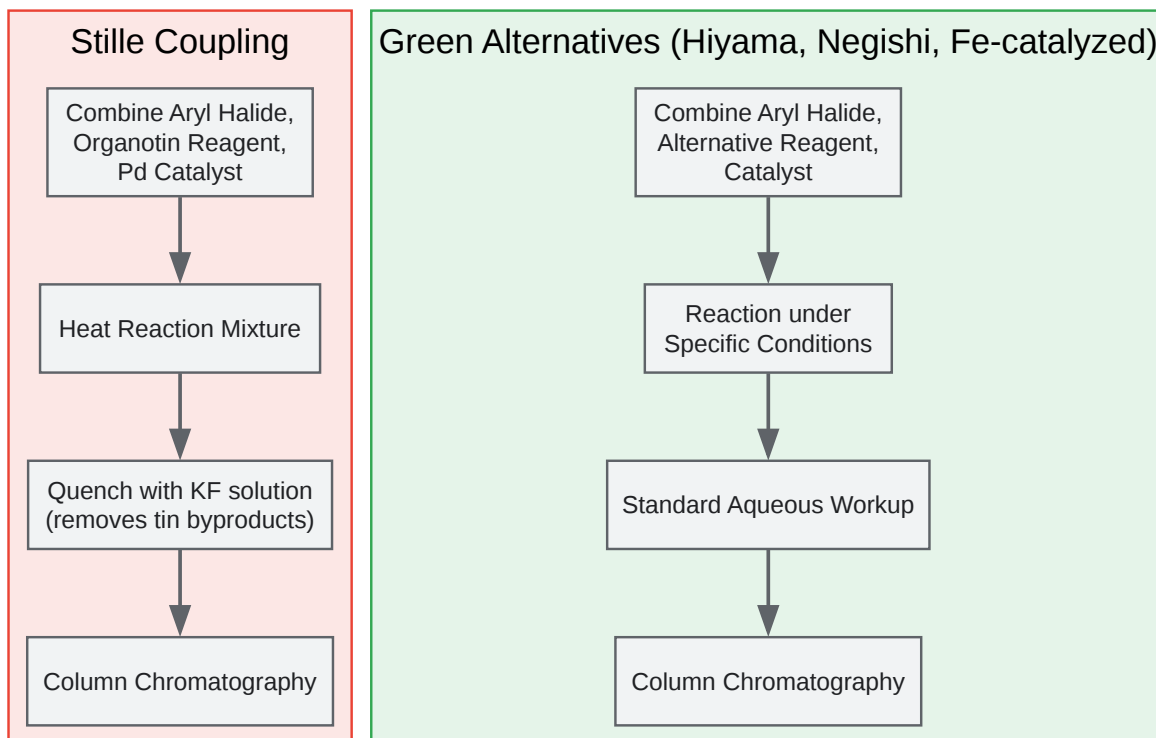 Stille Coupling
Combine Aryl Halide,
Organotin Reagent,
Pd Catalyst
Heat Reaction Mixture
Quench with KF solution
(removes tin byproducts)
Column Chromatography
Green Alternatives (Hiyama, Negishi, Fe-catalyzed)
Combine Aryl Halide,
Alternative Reagent,
Catalyst
Reaction under
Specific Conditions
Standard Aqueous Workup
Column Chromatography